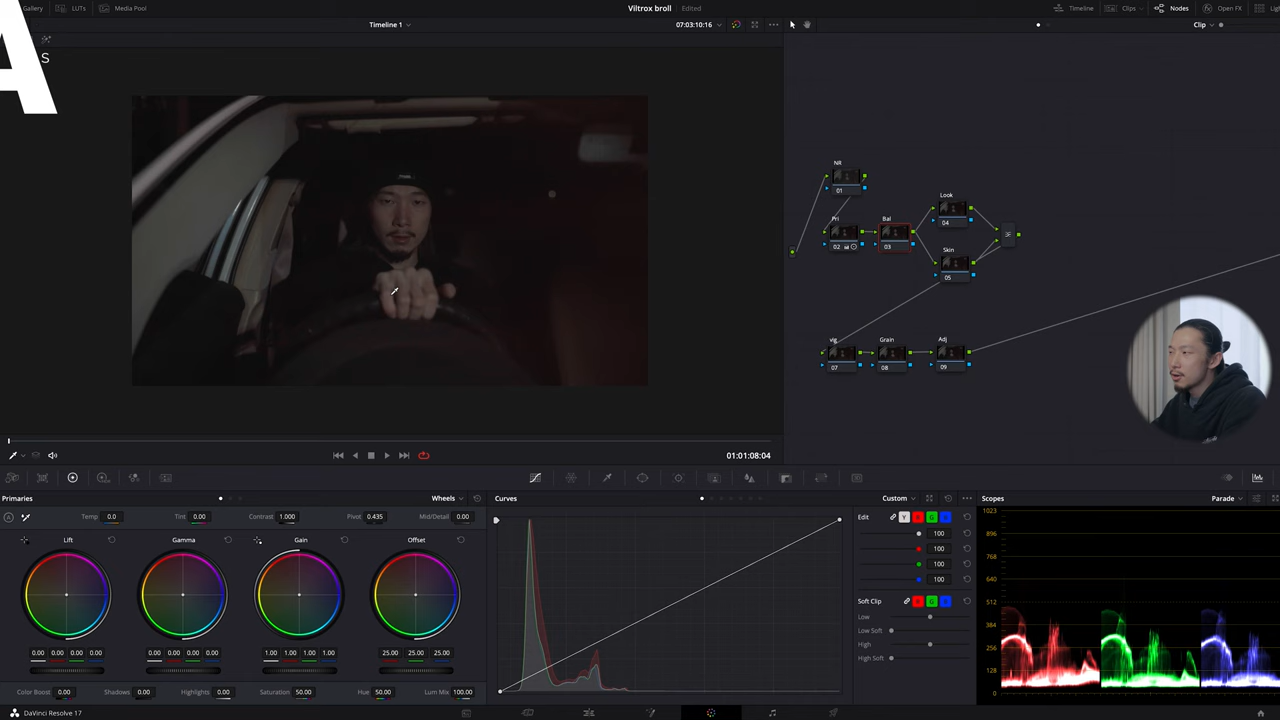 Gallery
LUTs
Media Pool
Viltrox broll
Edited
Timeline
Clips
Nodes
Open FX
A
s
Timeline 1
07:03:10:16
Clip
NR
01
Pri
02
Bal
03
Look
04
Skin
05
vig
07
Grain
08
Adj
09
01:01:08:04
Primaries
Wheels
Temp 0.0
Tint 0.00
Contrast 1.000
Pivot 0.435
Mid/Detail 0.00
Lift
Gamma
Gain
Offset
0.00 0.00 0.00 0.00
0.00 0.00 0.00 0.00
1.00 1.00 1.00 1.00
25.00 25.00 25.00
Color Boost 0.00
Shadows 0.00
Highlights 0.00
Saturation 50.00
Hue 50.00
Lum Mix 100.00
Curves
Custom
Edit
Y
100
100
100
100
Soft Clip
Low
Low Soft
High
High Soft
Scopes
Parade
1023
896
768
640
512
384
256
128
0
DaVinci Resolve 17